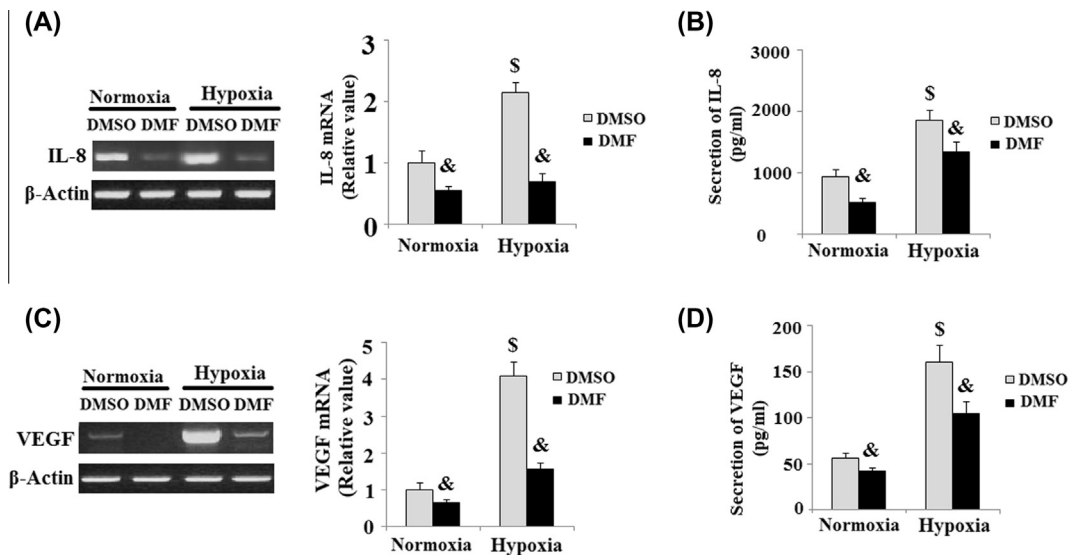 (A)
Normoxia Hypoxia
DMSO DMF DMSO DMF
IL-8
β-Actin
IL-8 mRNA
(Relative value)
3
2
1
0
&
$
&
Normoxia Hypoxia
DMSO
DMF
(B)
Secretion of IL-8
(pg/ml)
3000
2000
1000
0
&
$
&
Normoxia Hypoxia
DMSO
DMF
(C)
Normoxia Hypoxia
DMSO DMF DMSO DMF
VEGF
β-Actin
VEGF mRNA
(Relative value)
5
4
3
2
1
0
&
$
&
Normoxia Hypoxia
DMSO
DMF
(D)
Secretion of VEGF
(pg/ml)
200
150
100
50
0
&
$
&
Normoxia Hypoxia
DMSO
DMF